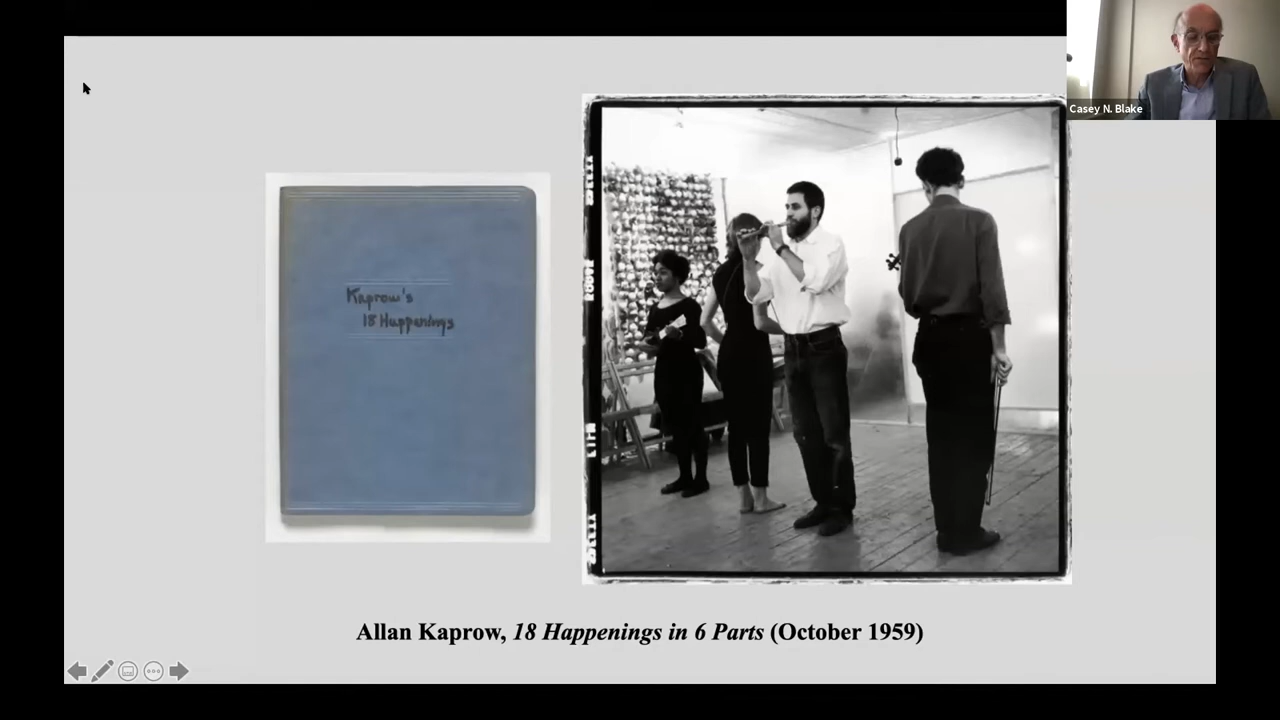 Casey N. Blake
Kaprow's
18 Happenings
Allan Kaprow, 18 Happenings in 6 Parts (October 1959)